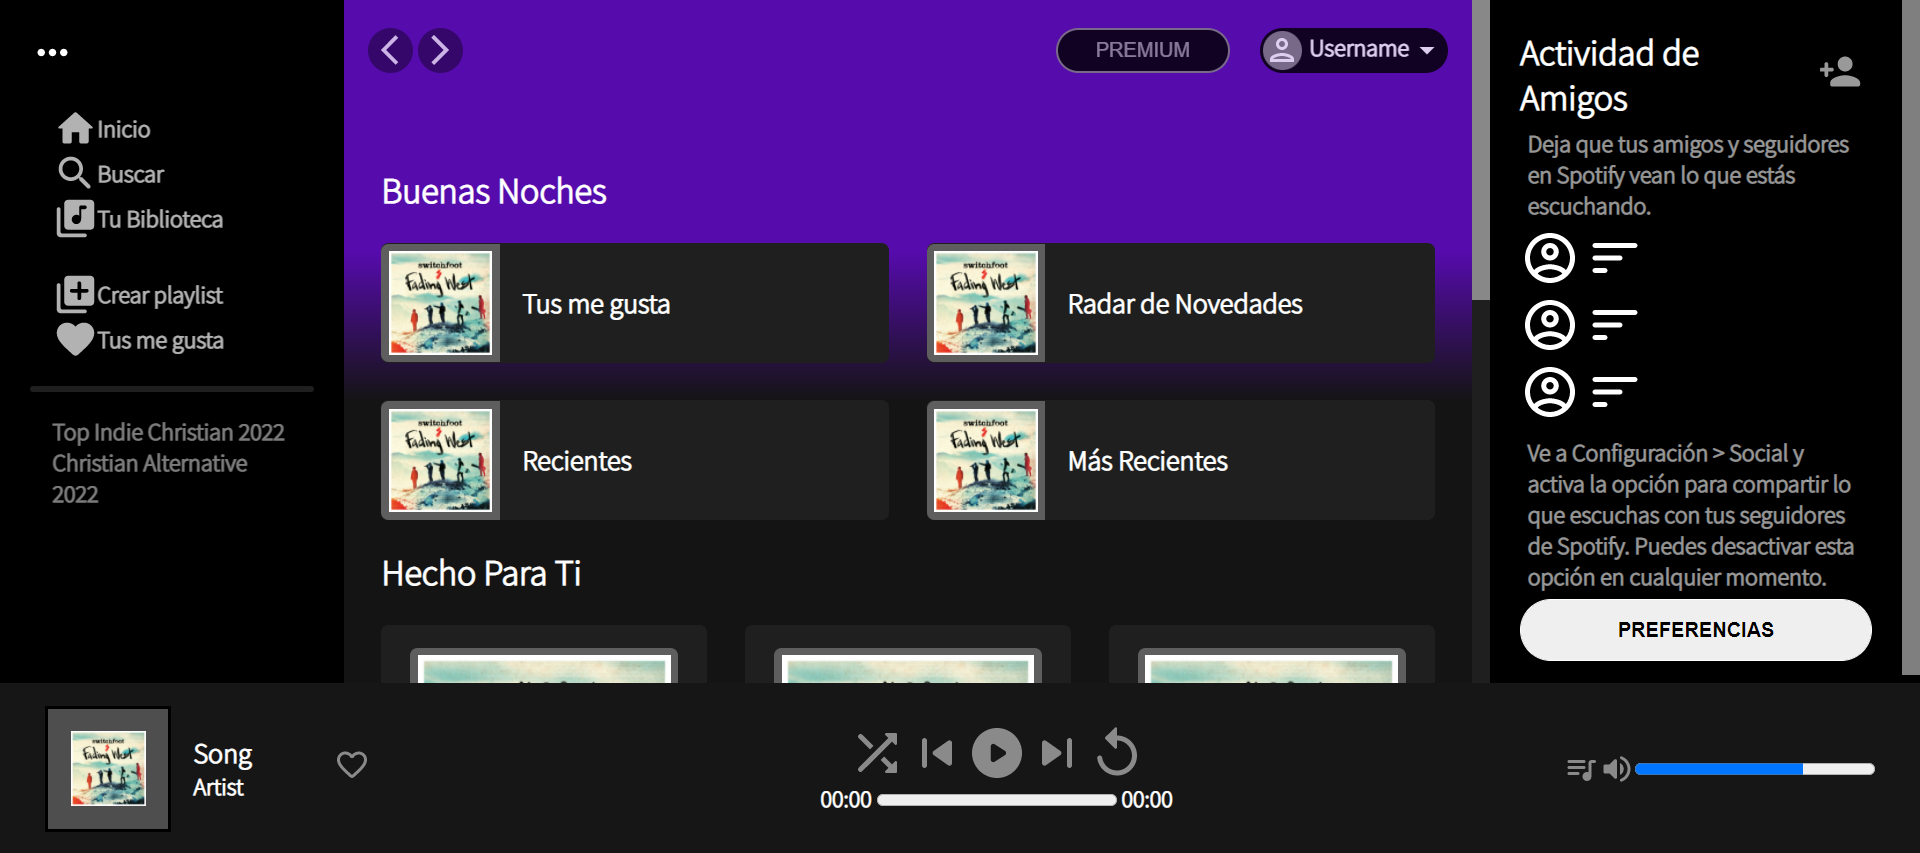 Inicio
Buscar
Tu Biblioteca
Crear playlist
Tus me gusta
Top Indie Christian 2022
Christian Alternative
2022
PREMIUM
Username
Buenas Noches
switchfoot
Fading West
Tus me gusta
switchfoot
Fading West
Radar de Novedades
switchfoot
Fading West
Recientes
switchfoot
Fading West
Más Recientes
Hecho Para Ti
Actividad de
Amigos
Deja que tus amigos y seguidores
en Spotify vean lo que estás
escuchando.
Ve a Configuración > Social y
activa la opción para compartir lo
que escuchas con tus seguidores
de Spotify. Puedes desactivar esta
opción en cualquier momento.
PREFERENCIAS
switchfoot
Fading West
Song
Artist
00:00
00:00